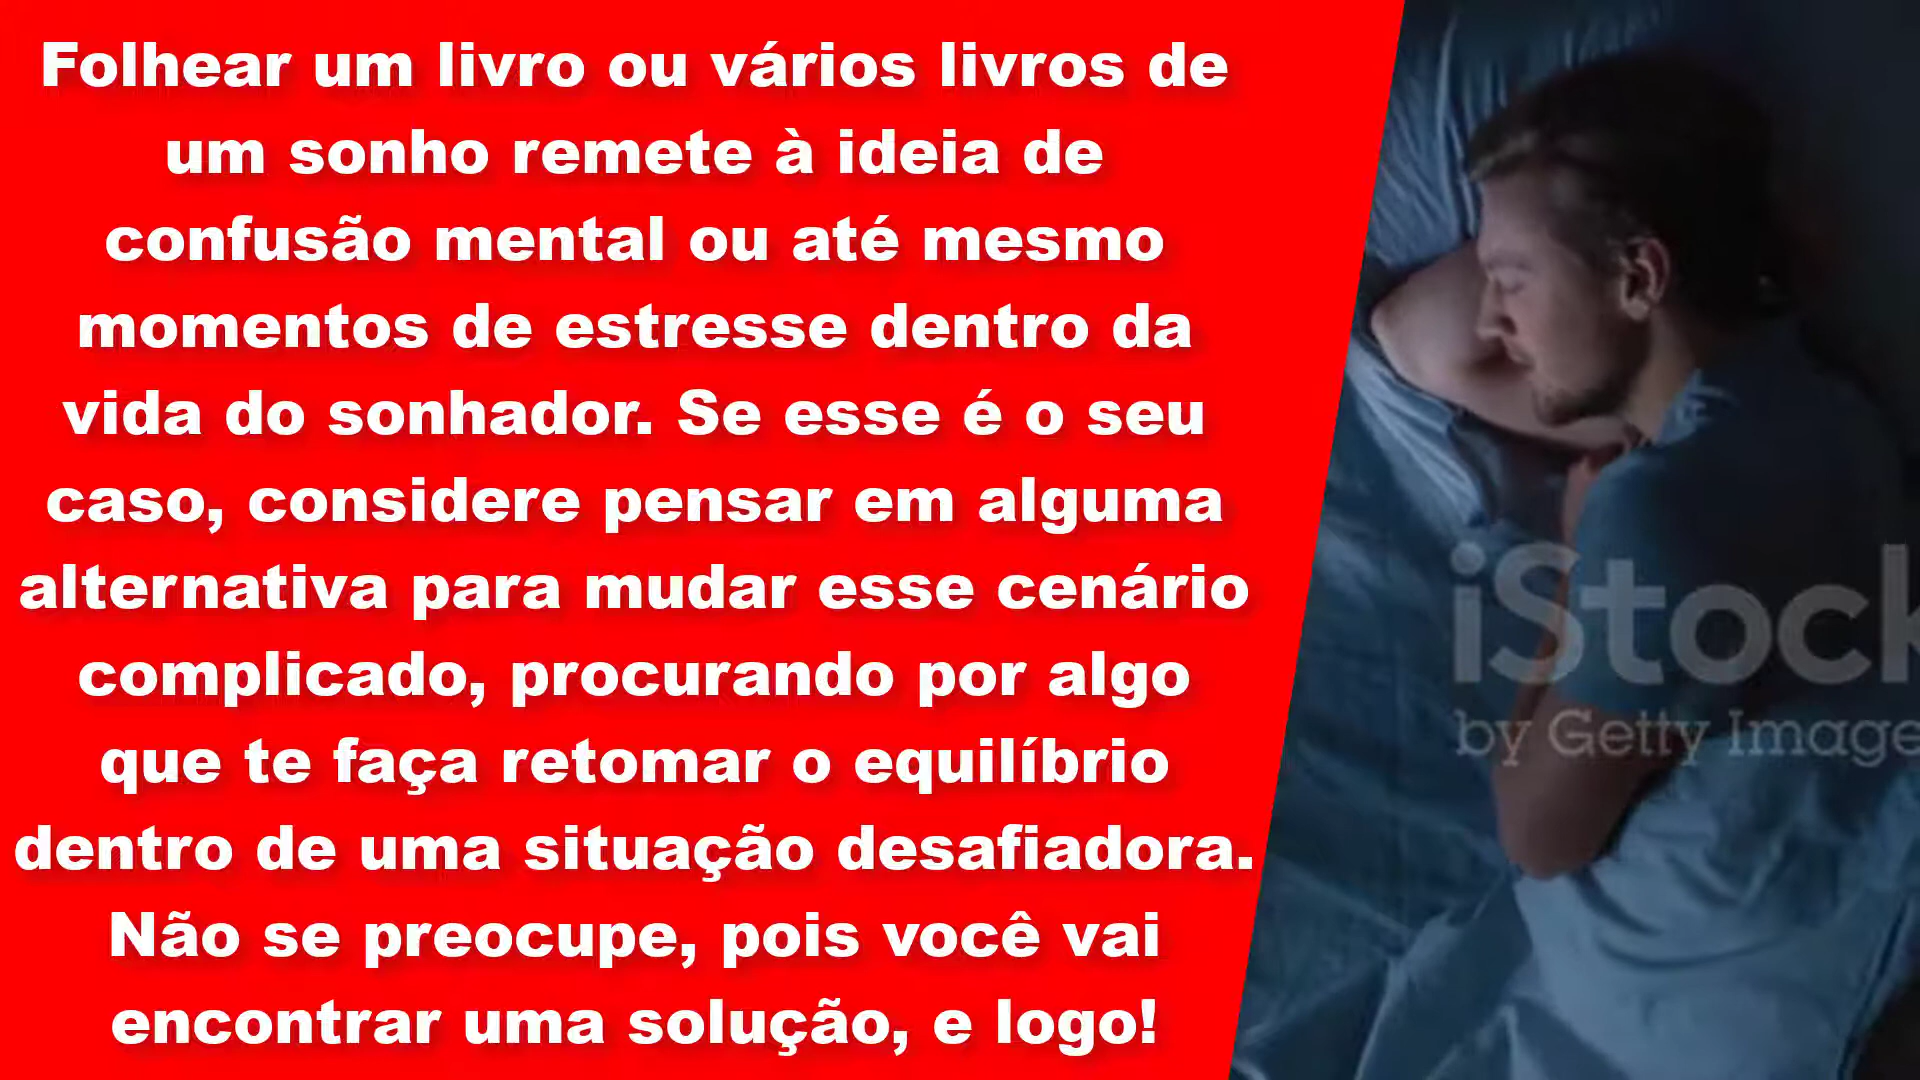 Folhear um livro ou vários livros de
um sonho remete à ideia de
confusão mental ou até mesmo
momentos de estresse dentro da
vida do sonhador. Se esse é o seu
caso, considere pensar em alguma
alternativa para mudar esse cenário
complicado, procurando por algo
que te faça retomar o equilíbrio
dentro de uma situação desafiadora.
Não se preocupe, pois você vai
encontrar uma solução, e logo!
iStock
by Getty Image